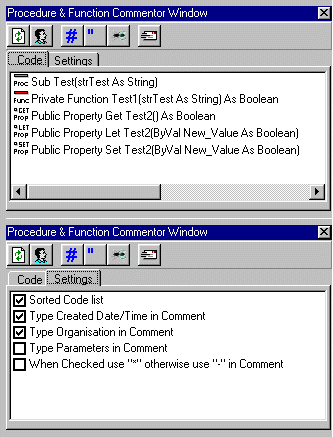 Procedure & Function Commentor Window
# "
Code Settings
Proc Sub Test(strTest As String)
Func Private Function Test1(strTest As String) As Boolean
GET Prop Public Property Get Test2() As Boolean
LET Prop Public Property Let Test2(ByVal New_Value As Boolean)
SET Prop Public Property Set Test2(ByVal New_Value As Boolean)
Procedure & Function Commentor Window
# "
Code Settings
Sorted Code list
Type Created Date/Time in Comment
Type Organisation in Comment
Type Parameters in Comment
When Checked use "*" otherwise use "-" in Comment